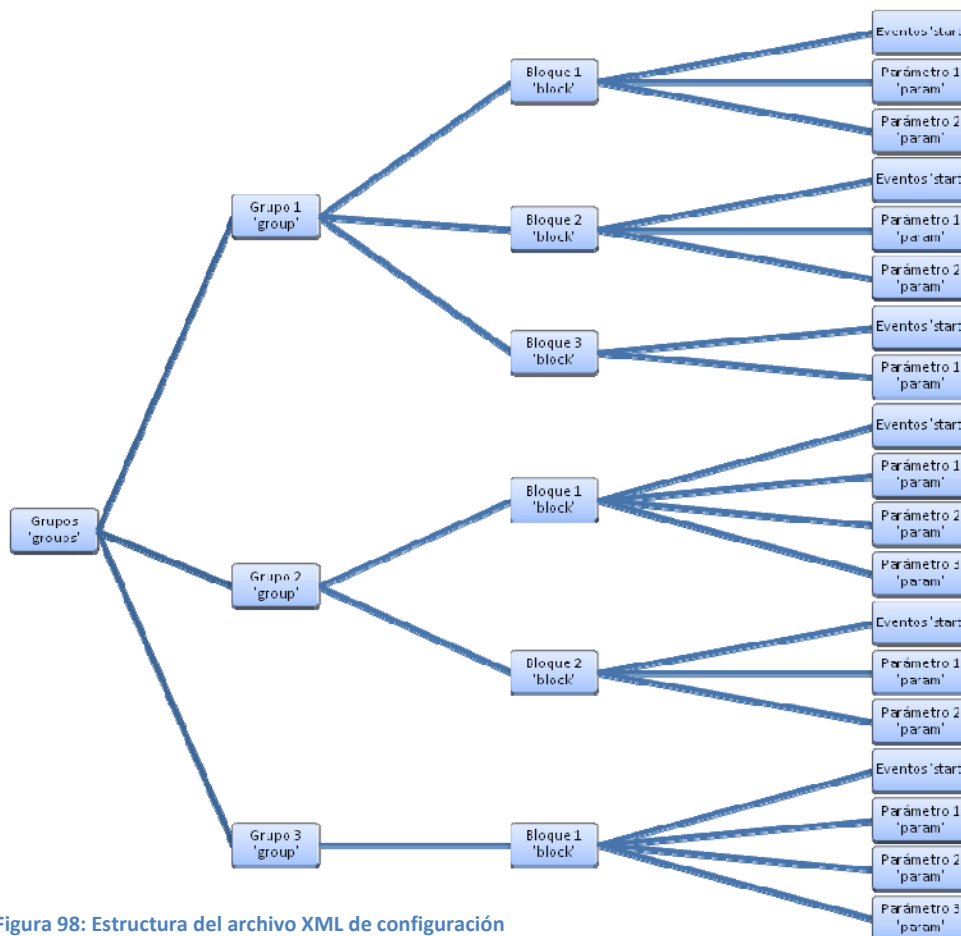 Eventos 'start
Bloque 1
'block'
Parámetro 1
'param'
Parámetro 2
'param'
Grupo 1
'group'
Eventos 'start
Bloque 2
'block'
Parámetro 1
'param'
Parámetro 2
'param'
Bloque 3
'block'
Eventos 'start
Parámetro 1
'param'
Grupos
'groups'
Eventos 'start
Bloque 1
'block'
Parámetro 1
'param'
Parámetro 2
'param'
Parámetro 3
'param'
Grupo 2
'group'
Eventos 'start
Bloque 2
'block'
Parámetro 1
'param'
Parámetro 2
'param'
Grupo 3
'group'
Bloque 1
'block'
Eventos 'start
Parámetro 1
'param'
Parámetro 2
'param'
Parámetro 3
'param'
Figura 98: Estructura del archivo XML de configuración